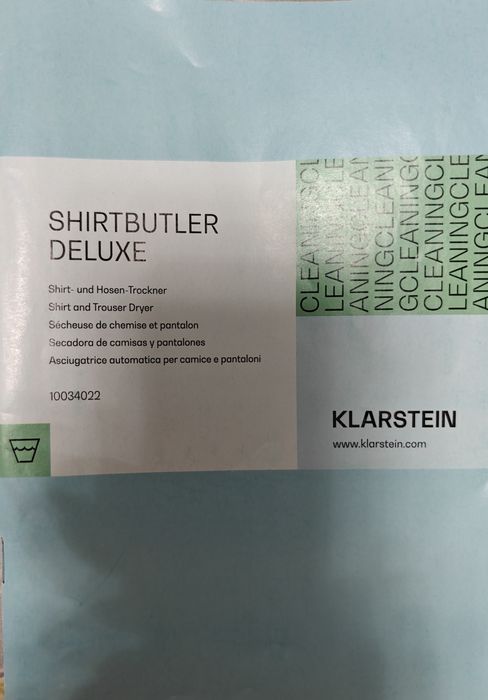 SHIRTBUTLER
DELUXE
Shirt- und Hosen-Trockner
Shirt and Trouser Dryer
Sécheuse de chemise et pantalon
Secadora de camisas y pantalones
Asciugatrice automatica per camice e pantaloni
10034022
CLEANINGCL
LEANINGCLE
ANINGCLEAN
NINGCLEANI
GCLEANINGC
CLEANINGCL
LEANINGCLE
ANINGCLEAN
KLARSTEIN
www.klarstein.com